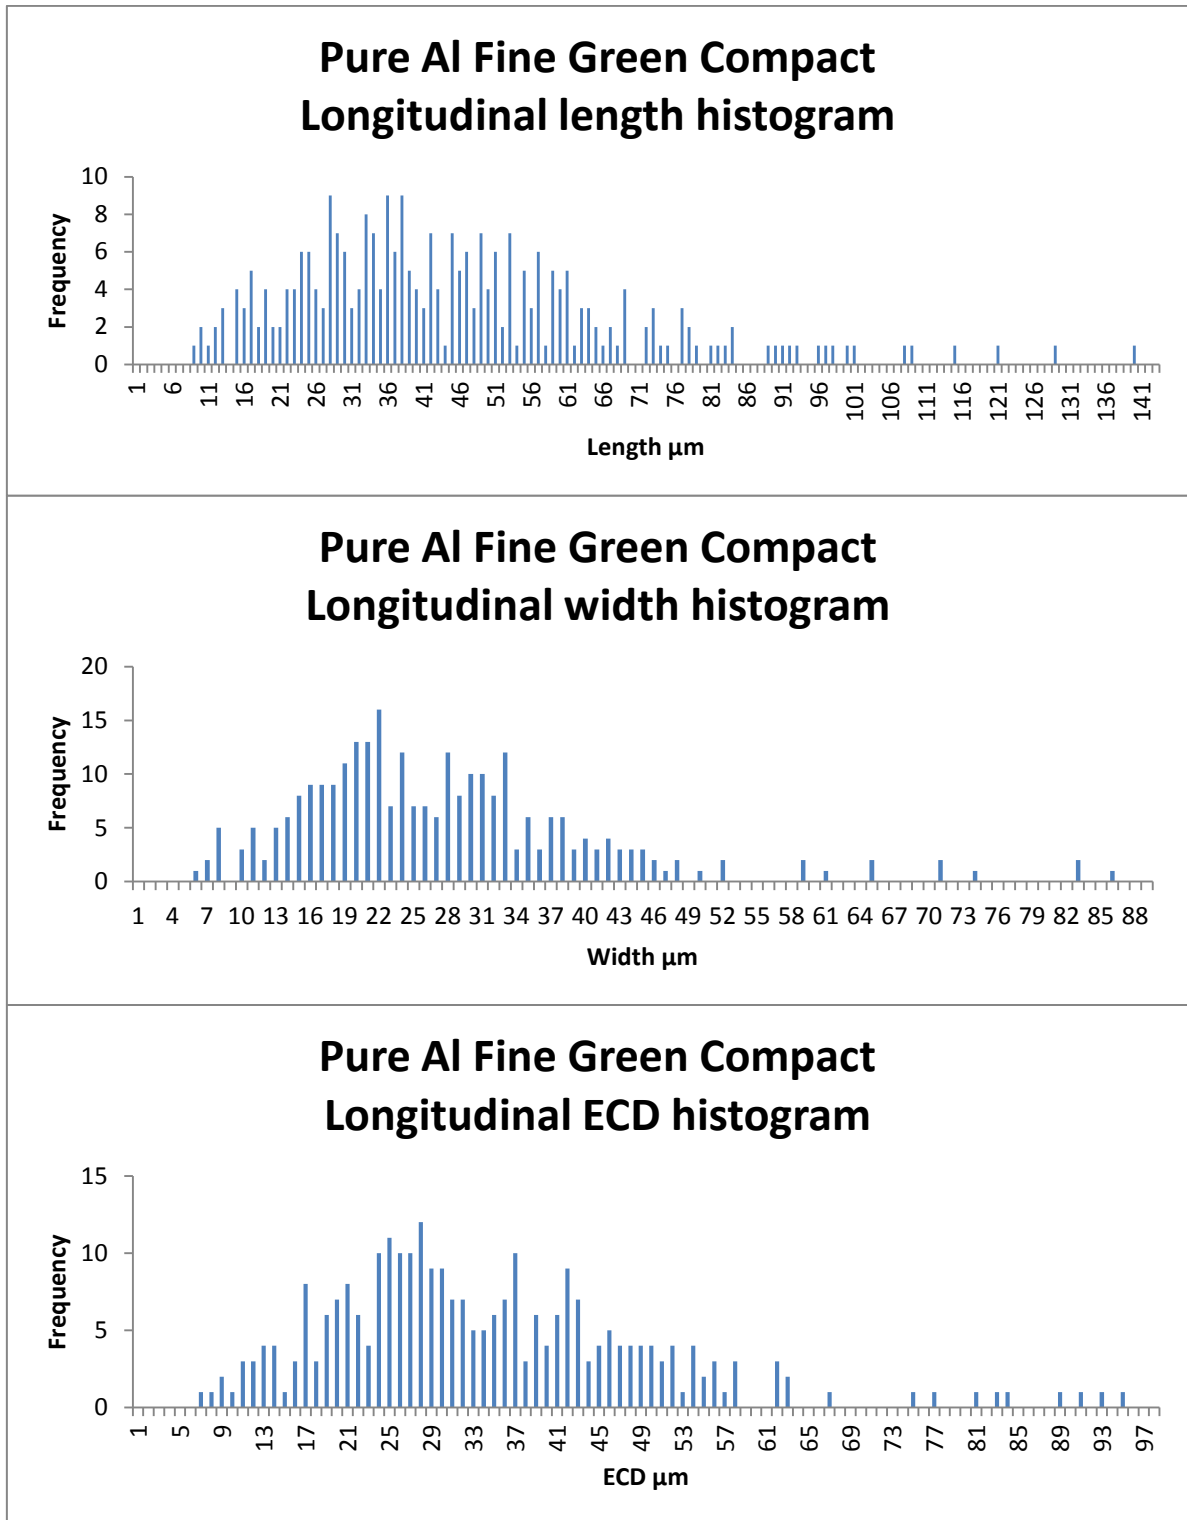 Pure Al Fine Green Compact
Longitudinal length histogram
10
8
6
4
2
0
Frequency
1 6 11 16 21 26 31 36 41 46 51 56 61 66 71 76 81 86 91 96 101 106 111 116 121 126 131 136 141
Length µm
Pure Al Fine Green Compact
Longitudinal width histogram
20
15
10
5
0
Frequency
1 4 7 10 13 16 19 22 25 28 31 34 37 40 43 46 49 52 55 58 61 64 67 70 73 76 79 82 85 88
Width µm
Pure Al Fine Green Compact
Longitudinal ECD histogram
15
10
5
0
Frequency
1 5 9 13 17 21 25 29 33 37 41 45 49 53 57 61 65 69 73 77 81 85 89 93 97
ECD µm